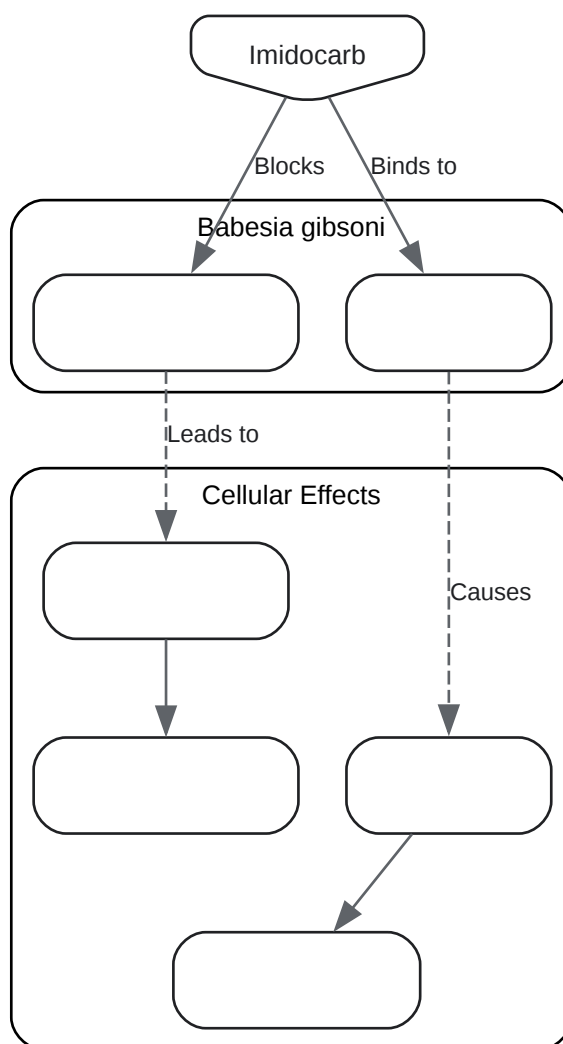 Imidocarb
Blocks
Binds to
Babesia gibsoni
Leads to
Cellular Effects
Causes